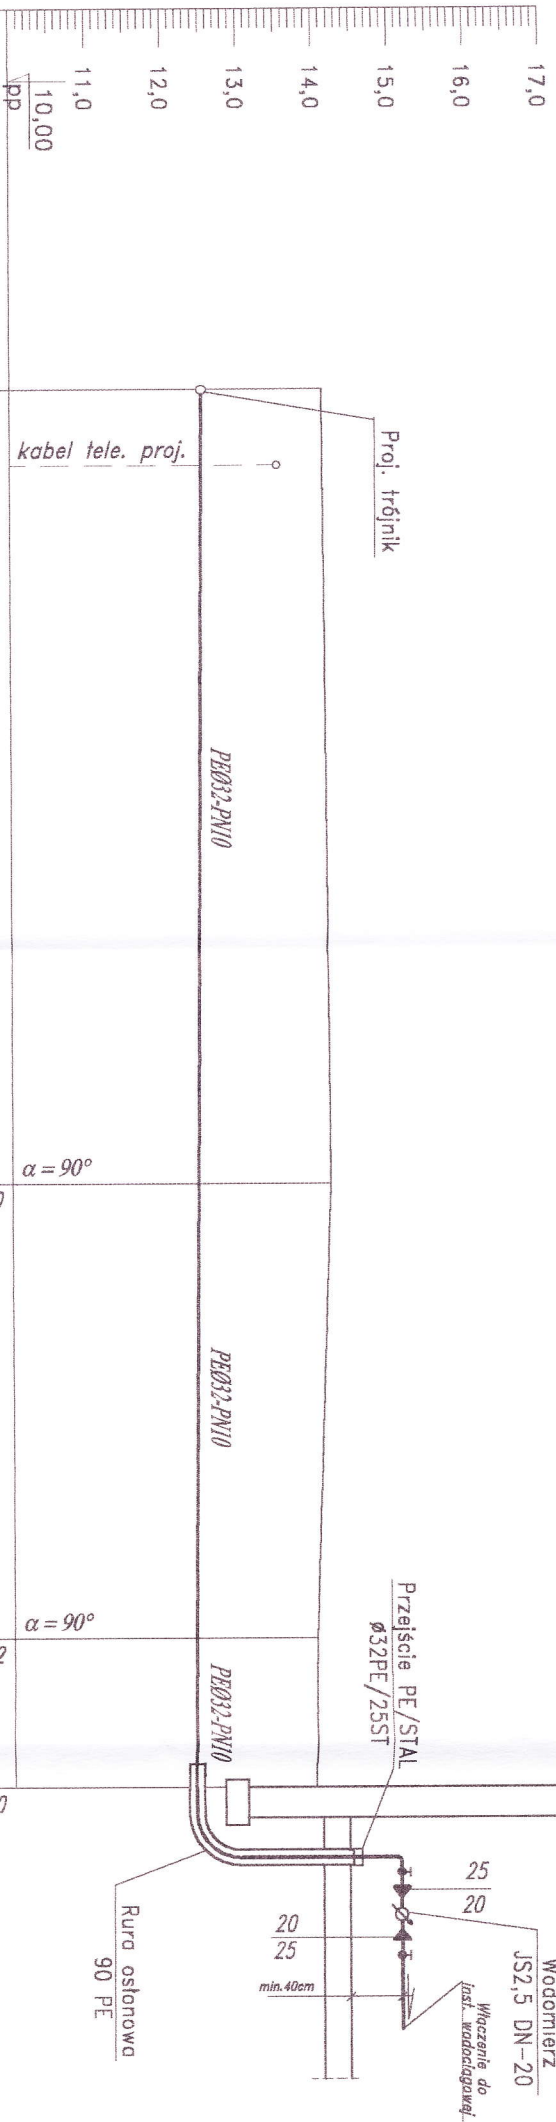 17,0
16,0
15,0
14,0
13,0
12,0
11,0
10,00
pp
Proj. trójnik
kabel tele. proj.
PEØ32-PN10
α = 90°
PEØ32-PN10
α = 90°
PEØ32-PN10
Przejście PE/STAL
ø32PE/25ST
Rura osłonowa
90 PE
25
20
20
25
min.40cm
Wodomierz
JS2,5 DN-20
Włączenie do
inst. wodociągowej.